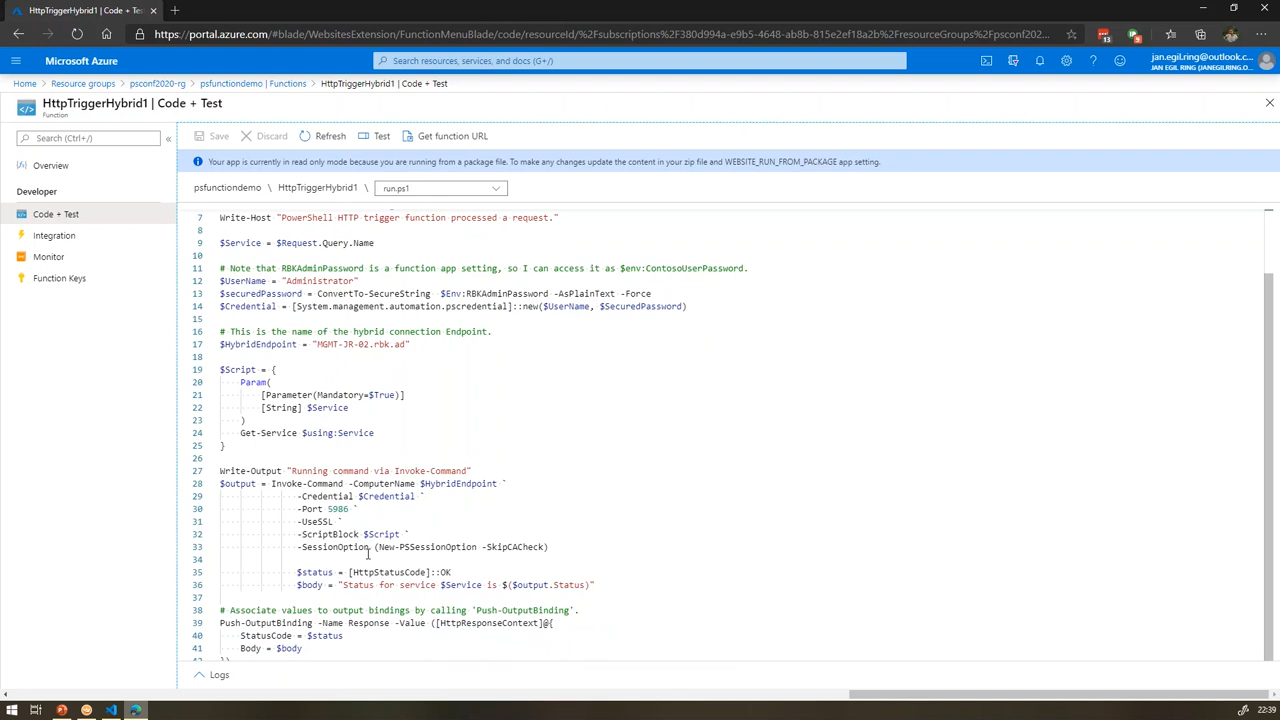 HttpTriggerHybrid1 | Code + Te
https://portal.azure.com/#blade/WebsitesExtension/FunctionMenuBlade/code/resourceId/%2Fsubscriptions%2F380d994a-e9b5-4648-ab8b-815e2ef18a2b%2FresourceGroups%2Fpsconf202...
13
9
Microsoft Azure
Search resources, services, and docs (G+/)
jan.egil.ring@outlook.c...
JAN EGIL RING (JANEGILRING.O...
Home > Resource groups > psconf2020-rg > psfunctiondemo | Functions > HttpTriggerHybrid1 | Code + Test
HttpTriggerHybrid1 | Code + Test
Function
Search (Ctrl+/)
Save Discard Refresh Test Get function URL
Your app is currently in read only mode because you are running from a package file. To make any changes update the content in your zip file and WEBSITE_RUN_FROM_PACKAGE app setting.
Overview
Developer
Code + Test
Integration
Monitor
Function Keys
psfunctiondemo \ HttpTriggerHybrid1 \ run.ps1
7 Write-Host "PowerShell HTTP trigger function processed a request."
8
9 $Service = $Request.Query.Name
10
11 # Note that RBKAdminPassword is a function app setting, so I can access it as $env:ContosoUserPassword.
12 $UserName = "Administrator"
13 $securedPassword = ConvertTo-SecureString $Env:RBKAdminPassword -AsPlainText -Force
14 $Credential = [System.management.automation.pscredential]::new($UserName, $SecuredPassword)
15
16 # This is the name of the hybrid connection Endpoint.
17 $HybridEndpoint = "MGMT-JR-02.rbk.ad"
18
19 $Script = {
20 Param(
21 [Parameter(Mandatory=$True)]
22 [String] $Service
23 )
24 Get-Service $using:Service
25 }
26
27 Write-Output "Running command via Invoke-Command"
28 $output = Invoke-Command -ComputerName $HybridEndpoint `
29 -Credential $Credential `
30 -Port 5986 `
31 -UseSSL `
32 -ScriptBlock $Script `
33 -SessionOption (New-PSSessionOption -SkipCACheck)
34
35 $status = [HttpStatusCode]::OK
36 $body = "Status for service $Service is $($output.Status)"
37
38 # Associate values to output bindings by calling 'Push-OutputBinding'.
39 Push-OutputBinding -Name Response -Value ([HttpResponseContext]@{
40 StatusCode = $status
41 Body = $body
42 })
Logs
22:39